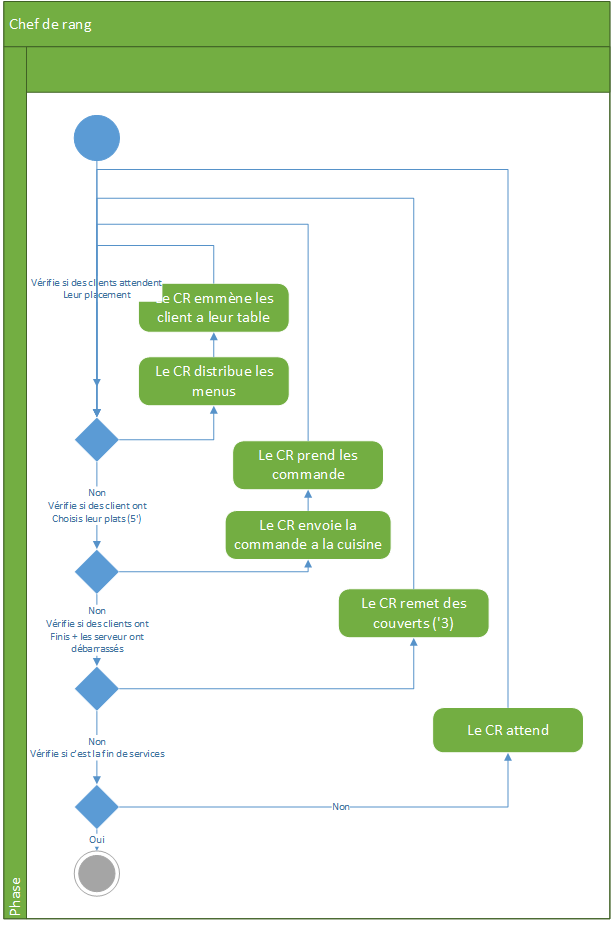 Chef de rang
Vérifie si des clients attendent
Leur placement
Le CR emmène les
client a leur table
Le CR distribue les
menus
Le CR prend les
commande
Non
Vérifie si des client ont
Choisis leur plats (5')
Le CR envoie la
commande a la cuisine
Non
Vérifie si des clients ont
Finis + les serveur ont
débarrassés
Le CR remet des
couverts ('3)
Non
Vérifie si c'est la fin de services
Le CR attend
Non
Oui
Phase